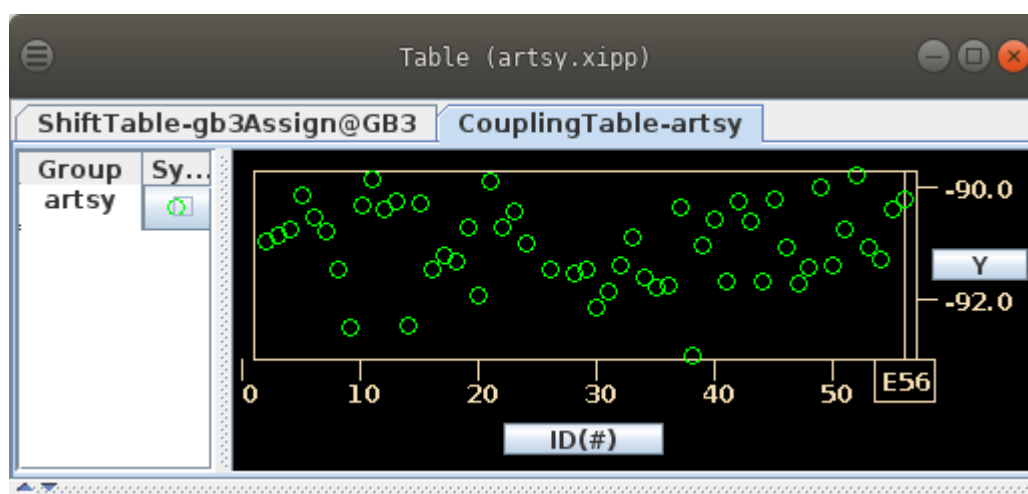 Table (artsy.xipp)
ShiftTable-gb3Assign@GB3 CouplingTable-artsy
Group Sy...
artsy
-90.0
Y
-92.0
0 10 20 30 40 50 E56
ID(#)